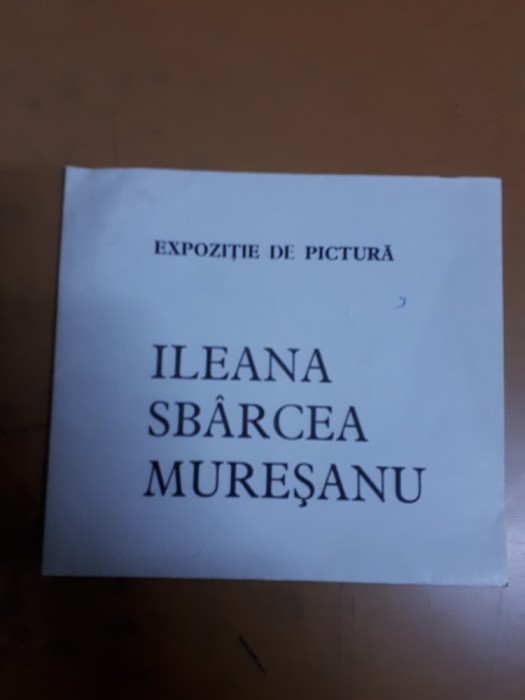 EXPOZIȚIE DE PICTURĂ
ILEANA
SBÂRCEA
MUREȘANU